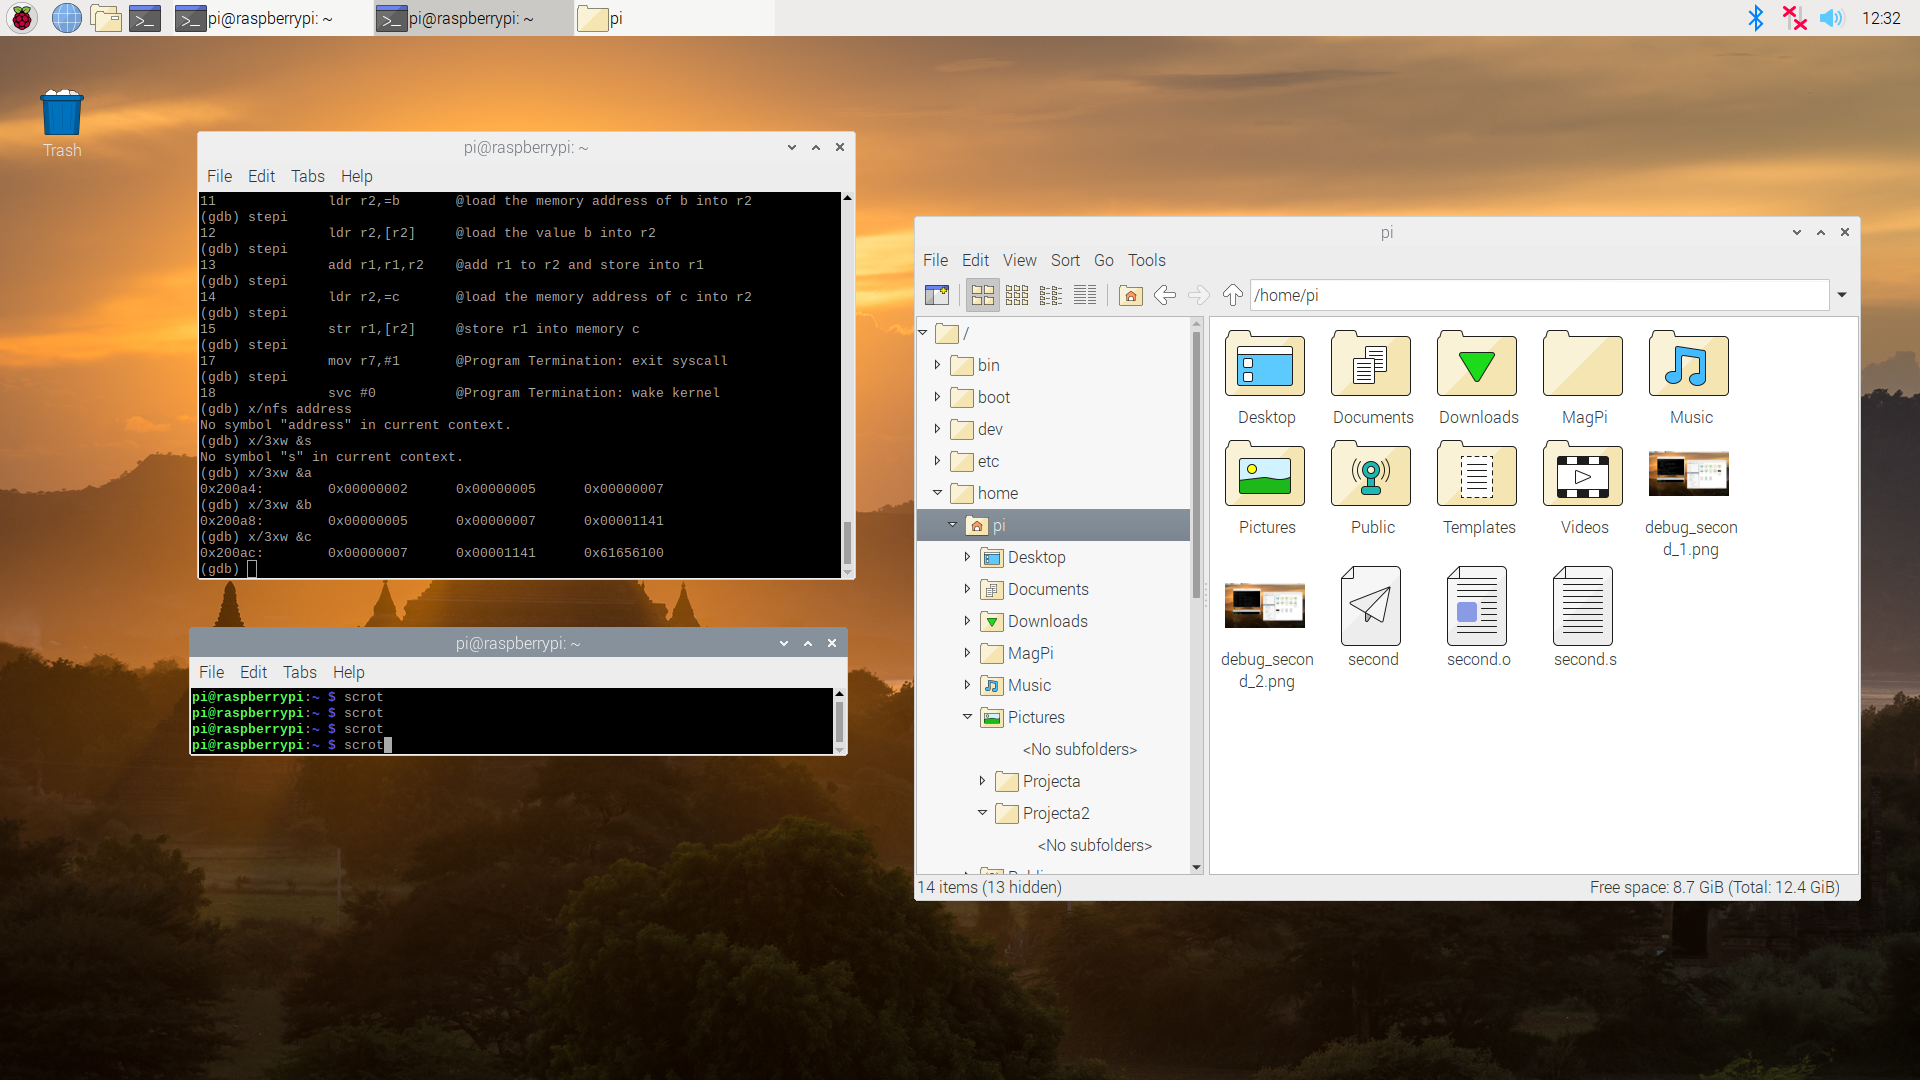 pi@raspberrypi: ~
pi@raspberrypi: ~
pi
12:32
Trash
pi@raspberrypi: ~
File Edit Tabs Help
11 ldr r2,=b @load the memory address of b into r2
(gdb) stepi
12 ldr r2,[r2] @load the value b into r2
(gdb) stepi
13 add r1,r1,r2 @add r1 to r2 and store into r1
(gdb) stepi
14 ldr r2,=c @load the memory address of c into r2
(gdb) stepi
15 str r1,[r2] @store r1 into memory c
(gdb) stepi
17 mov r7,#1 @Program Termination: exit syscall
(gdb) stepi
18 svc #0 @Program Termination: wake kernel
(gdb) x/nfs address
No symbol "address" in current context.
(gdb) x/3xw &s
No symbol "s" in current context.
(gdb) x/3xw &a
0x200a4: 0x00000002 0x00000005 0x00000007
(gdb) x/3xw &b
0x200a8: 0x00000005 0x00000007 0x00001141
(gdb) x/3xw &c
0x200ac: 0x00000007 0x00001141 0x61656100
(gdb)
pi@raspberrypi: ~
File Edit Tabs Help
pi@raspberrypi:~ $ scrot
pi@raspberrypi:~ $ scrot
pi@raspberrypi:~ $ scrot
pi@raspberrypi:~ $ scrot
pi
File Edit View Sort Go Tools
/home/pi
/
bin
boot
dev
etc
home
pi
Desktop
Documents
Downloads
MagPi
Music
Pictures
<No subfolders>
Projecta
Projecta2
<No subfolders>
Desktop Documents Downloads MagPi Music
Pictures Public Templates Videos debug_secon
d_1.png
debug_secon second second.o second.s
d_2.png
14 items (13 hidden)
Free space: 8.7 GiB (Total: 12.4 GiB)